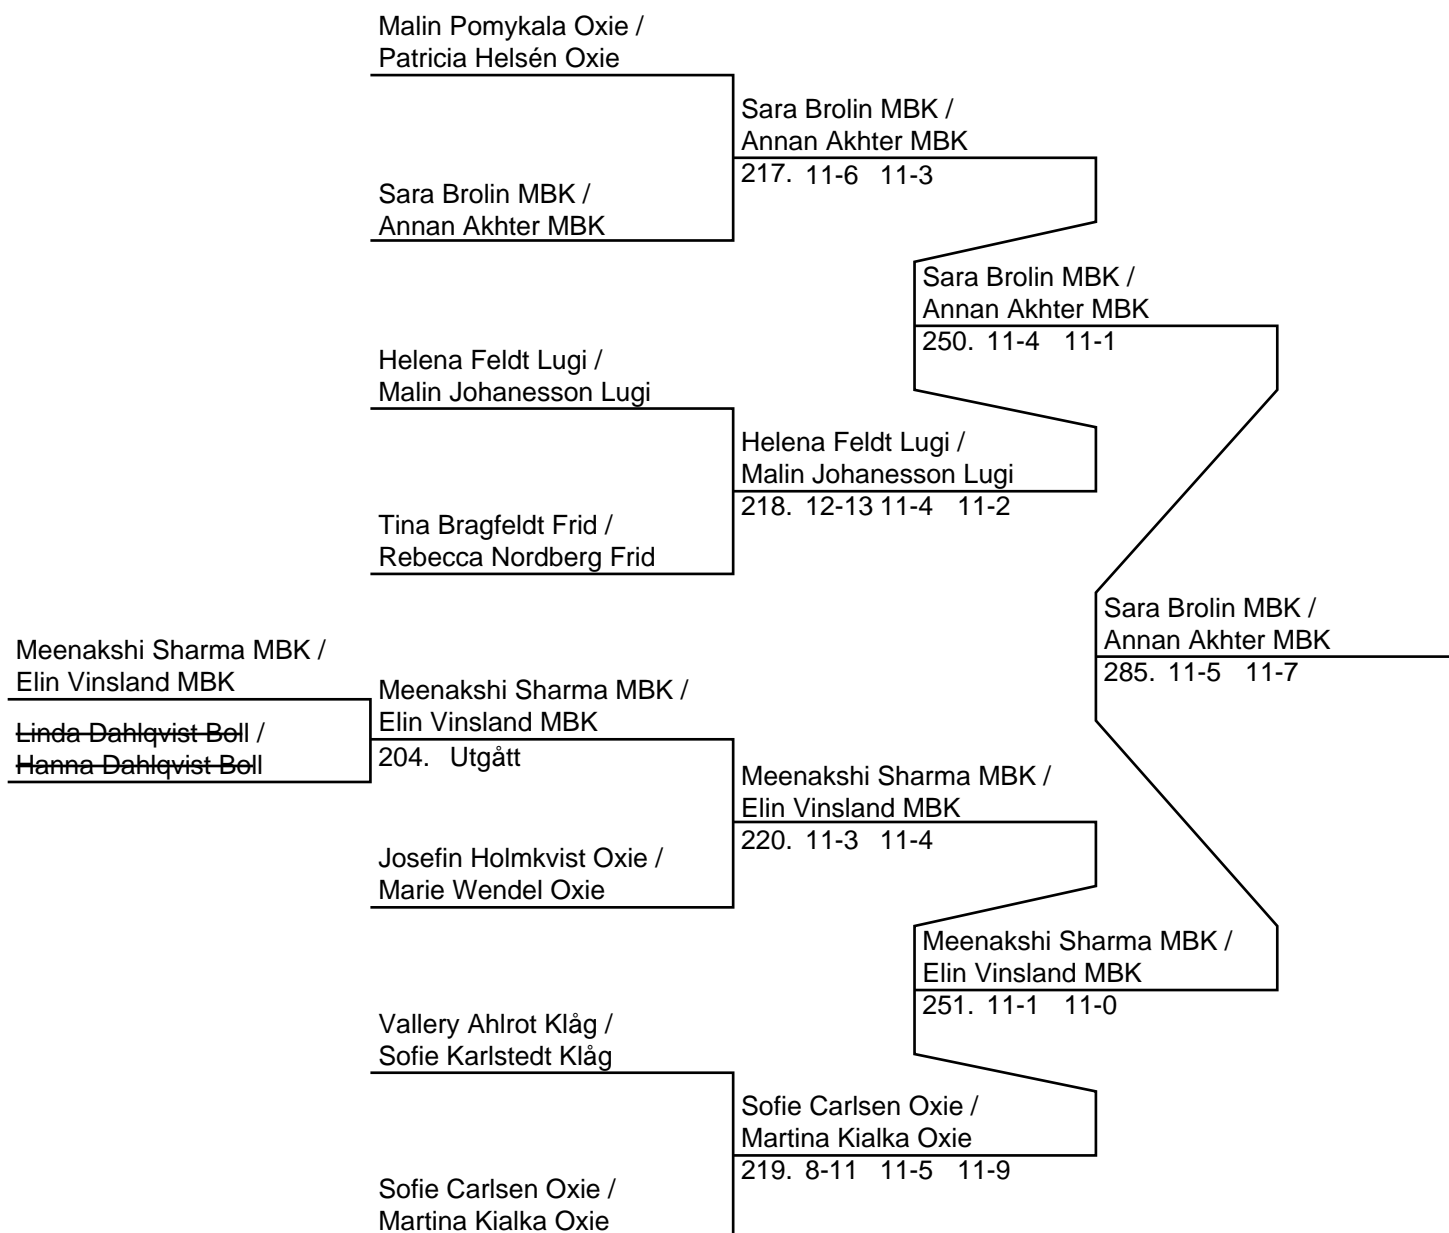 Malin Pomykala Oxie /
Patricia Helsén Oxie
Sara Brolin MBK /
Annan Akhter MBK
217. 11-6 11-3
Sara Brolin MBK /
Annan Akhter MBK
Sara Brolin MBK /
Annan Akhter MBK
250. 11-4 11-1
Helena Feldt Lugi /
Malin Johanesson Lugi
Helena Feldt Lugi /
Malin Johanesson Lugi
218. 12-13 11-4 11-2
Tina Bragfeldt Frid /
Rebecca Nordberg Frid
Sara Brolin MBK /
Annan Akhter MBK
285. 11-5 11-7
Meenakshi Sharma MBK /
Elin Vinsland MBK
Linda Dahlqvist Boll /
Hanna Dahlqvist Boll
Meenakshi Sharma MBK /
Elin Vinsland MBK
204. Utgått
Meenakshi Sharma MBK /
Elin Vinsland MBK
220. 11-3 11-4
Josefin Holmkvist Oxie /
Marie Wendel Oxie
Meenakshi Sharma MBK /
Elin Vinsland MBK
251. 11-1 11-0
Vallery Ahlrot Klåg /
Sofie Karlstedt Klåg
Sofie Carlsen Oxie /
Martina Kialka Oxie
219. 8-11 11-5 11-9
Sofie Carlsen Oxie /
Martina Kialka Oxie